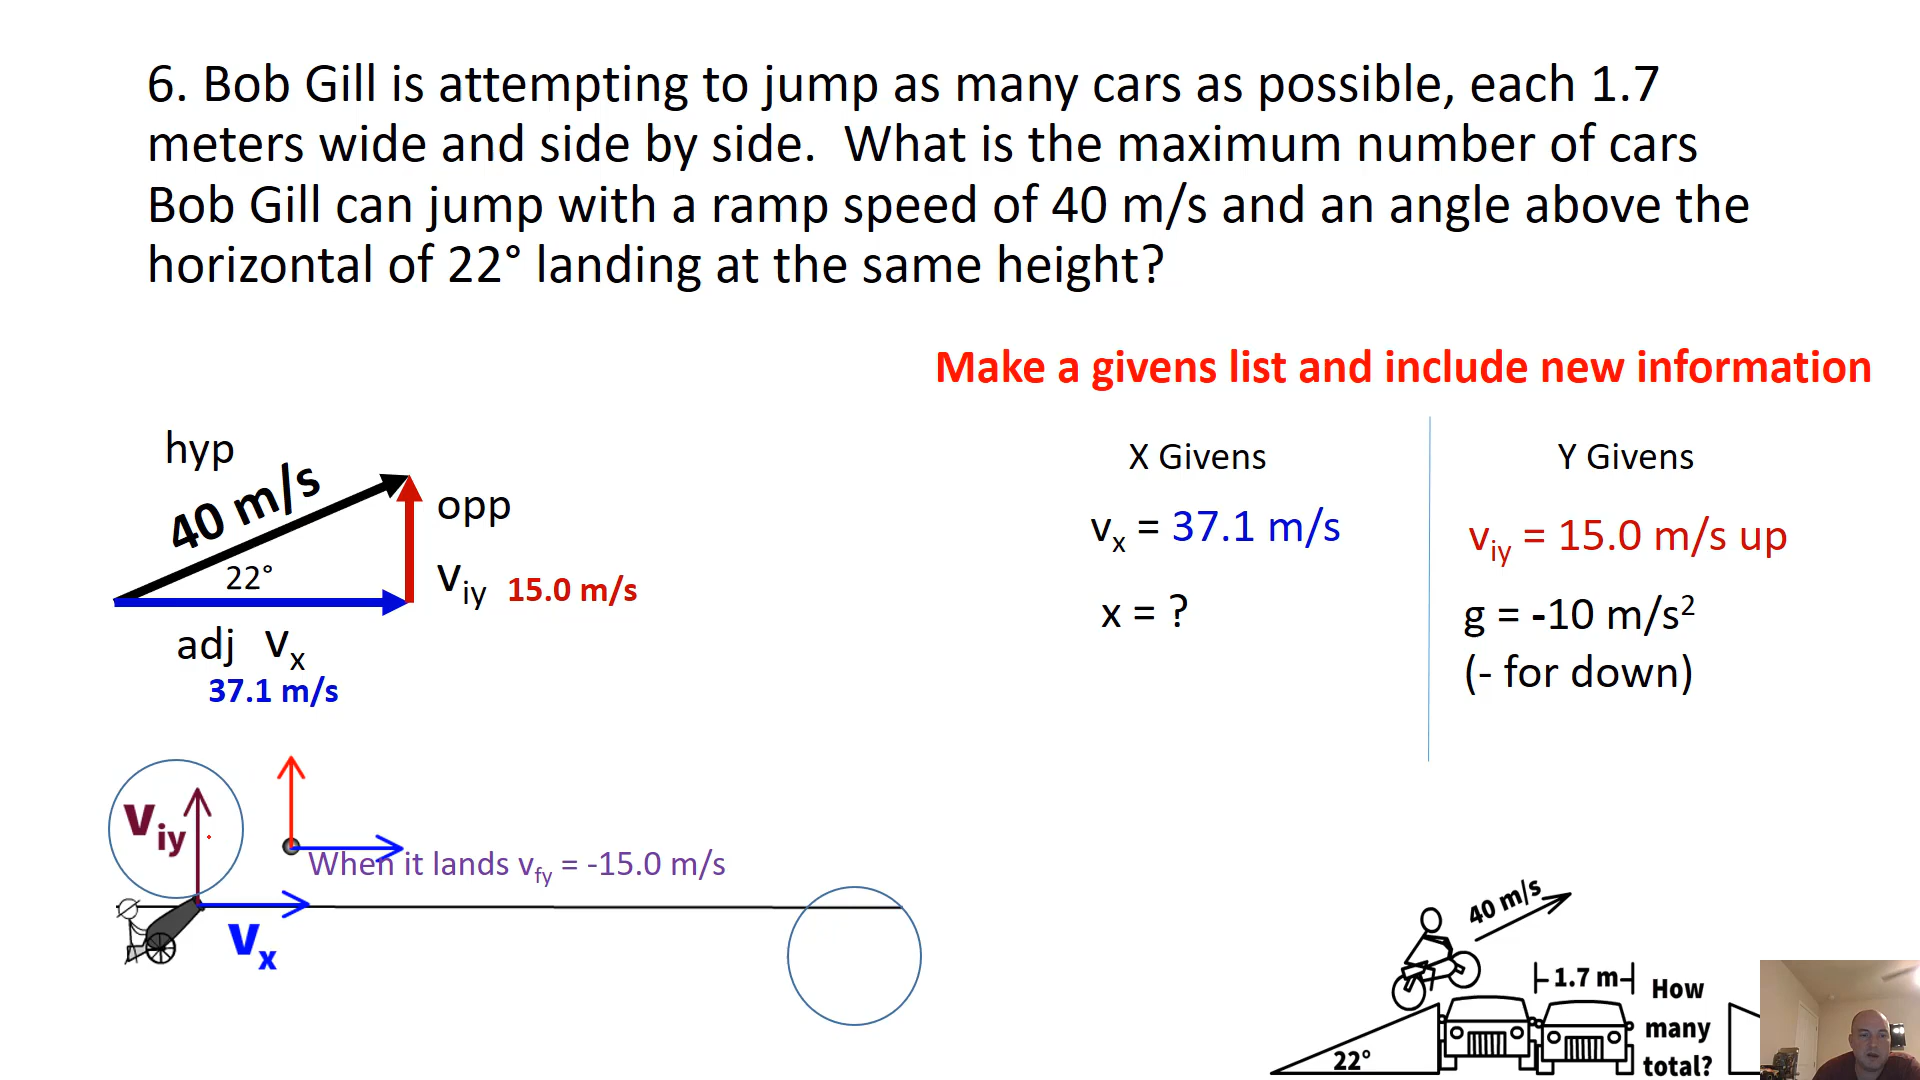 6. Bob Gill is attempting to jump as many cars as possible, each 1.7
meters wide and side by side.  What is the maximum number of cars
Bob Gill can jump with a ramp speed of 40 m/s and an angle above the
horizontal of 22° landing at the same height?
Make a givens list and include new information
hyp
40 m/s
opp
22°
viy 15.0 m/s
adj vx
37.1 m/s
X Givens
vx = 37.1 m/s
x = ?
Y Givens
viy = 15.0 m/s up
g = -10 m/s²
(- for down)
viy
When it lands vfy = -15.0 m/s
vx
40 m/s
1.7 m
How
many
total?
22°